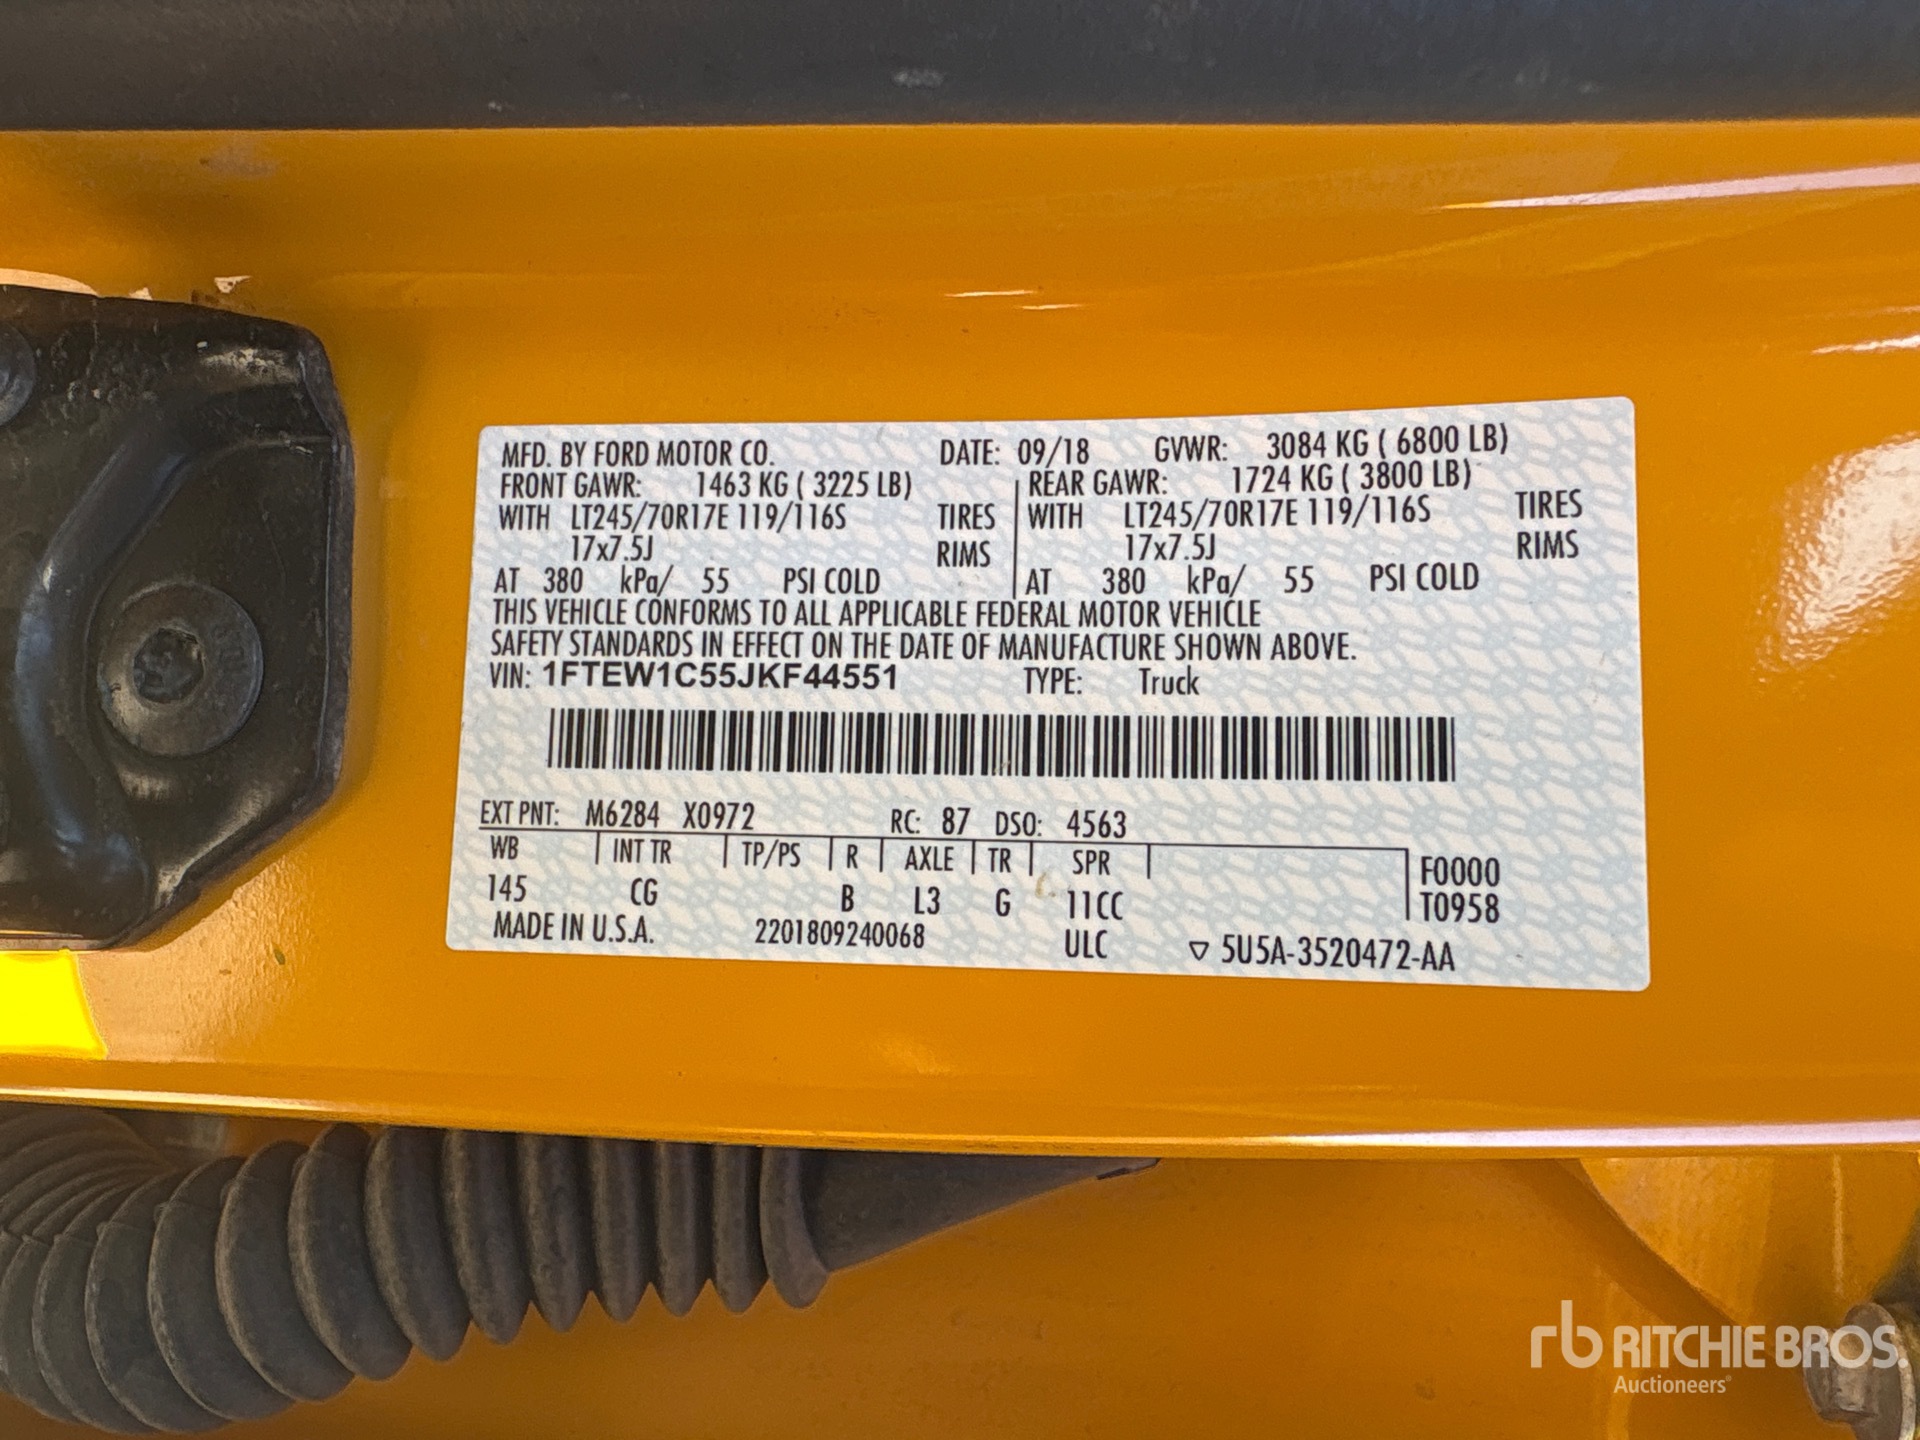 MFD. BY FORD MOTOR CO. DATE: 09/18 GVWR: 3084 KG ( 6800 LB)
FRONT GAWR: 1463 KG ( 3225 LB) REAR GAWR: 1724 KG ( 3800 LB)
WITH LT245/70R17E 119/116S TIRES WITH LT245/70R17E 119/116S TIRES
17x7.5J RIMS 17x7.5J RIMS
AT 380 kPa/ 55 PSI COLD AT 380 kPa/ 55 PSI COLD
THIS VEHICLE CONFORMS TO ALL APPLICABLE FEDERAL MOTOR VEHICLE
SAFETY STANDARDS IN EFFECT ON THE DATE OF MANUFACTURE SHOWN ABOVE.
VIN: 1FTEW1C55JKF44551 TYPE: Truck
EXT PNT: M6284 X0972 RC: 87 DSO: 4563
WB INT TR TP/PS R AXLE TR SPR F0000
145 CG B L3 G 11CC T0958
MADE IN U.S.A. 2201809240068 ULC ▽ 5U5A-3520472-AA
rb RITCHIE BROS.
Auctioneers®